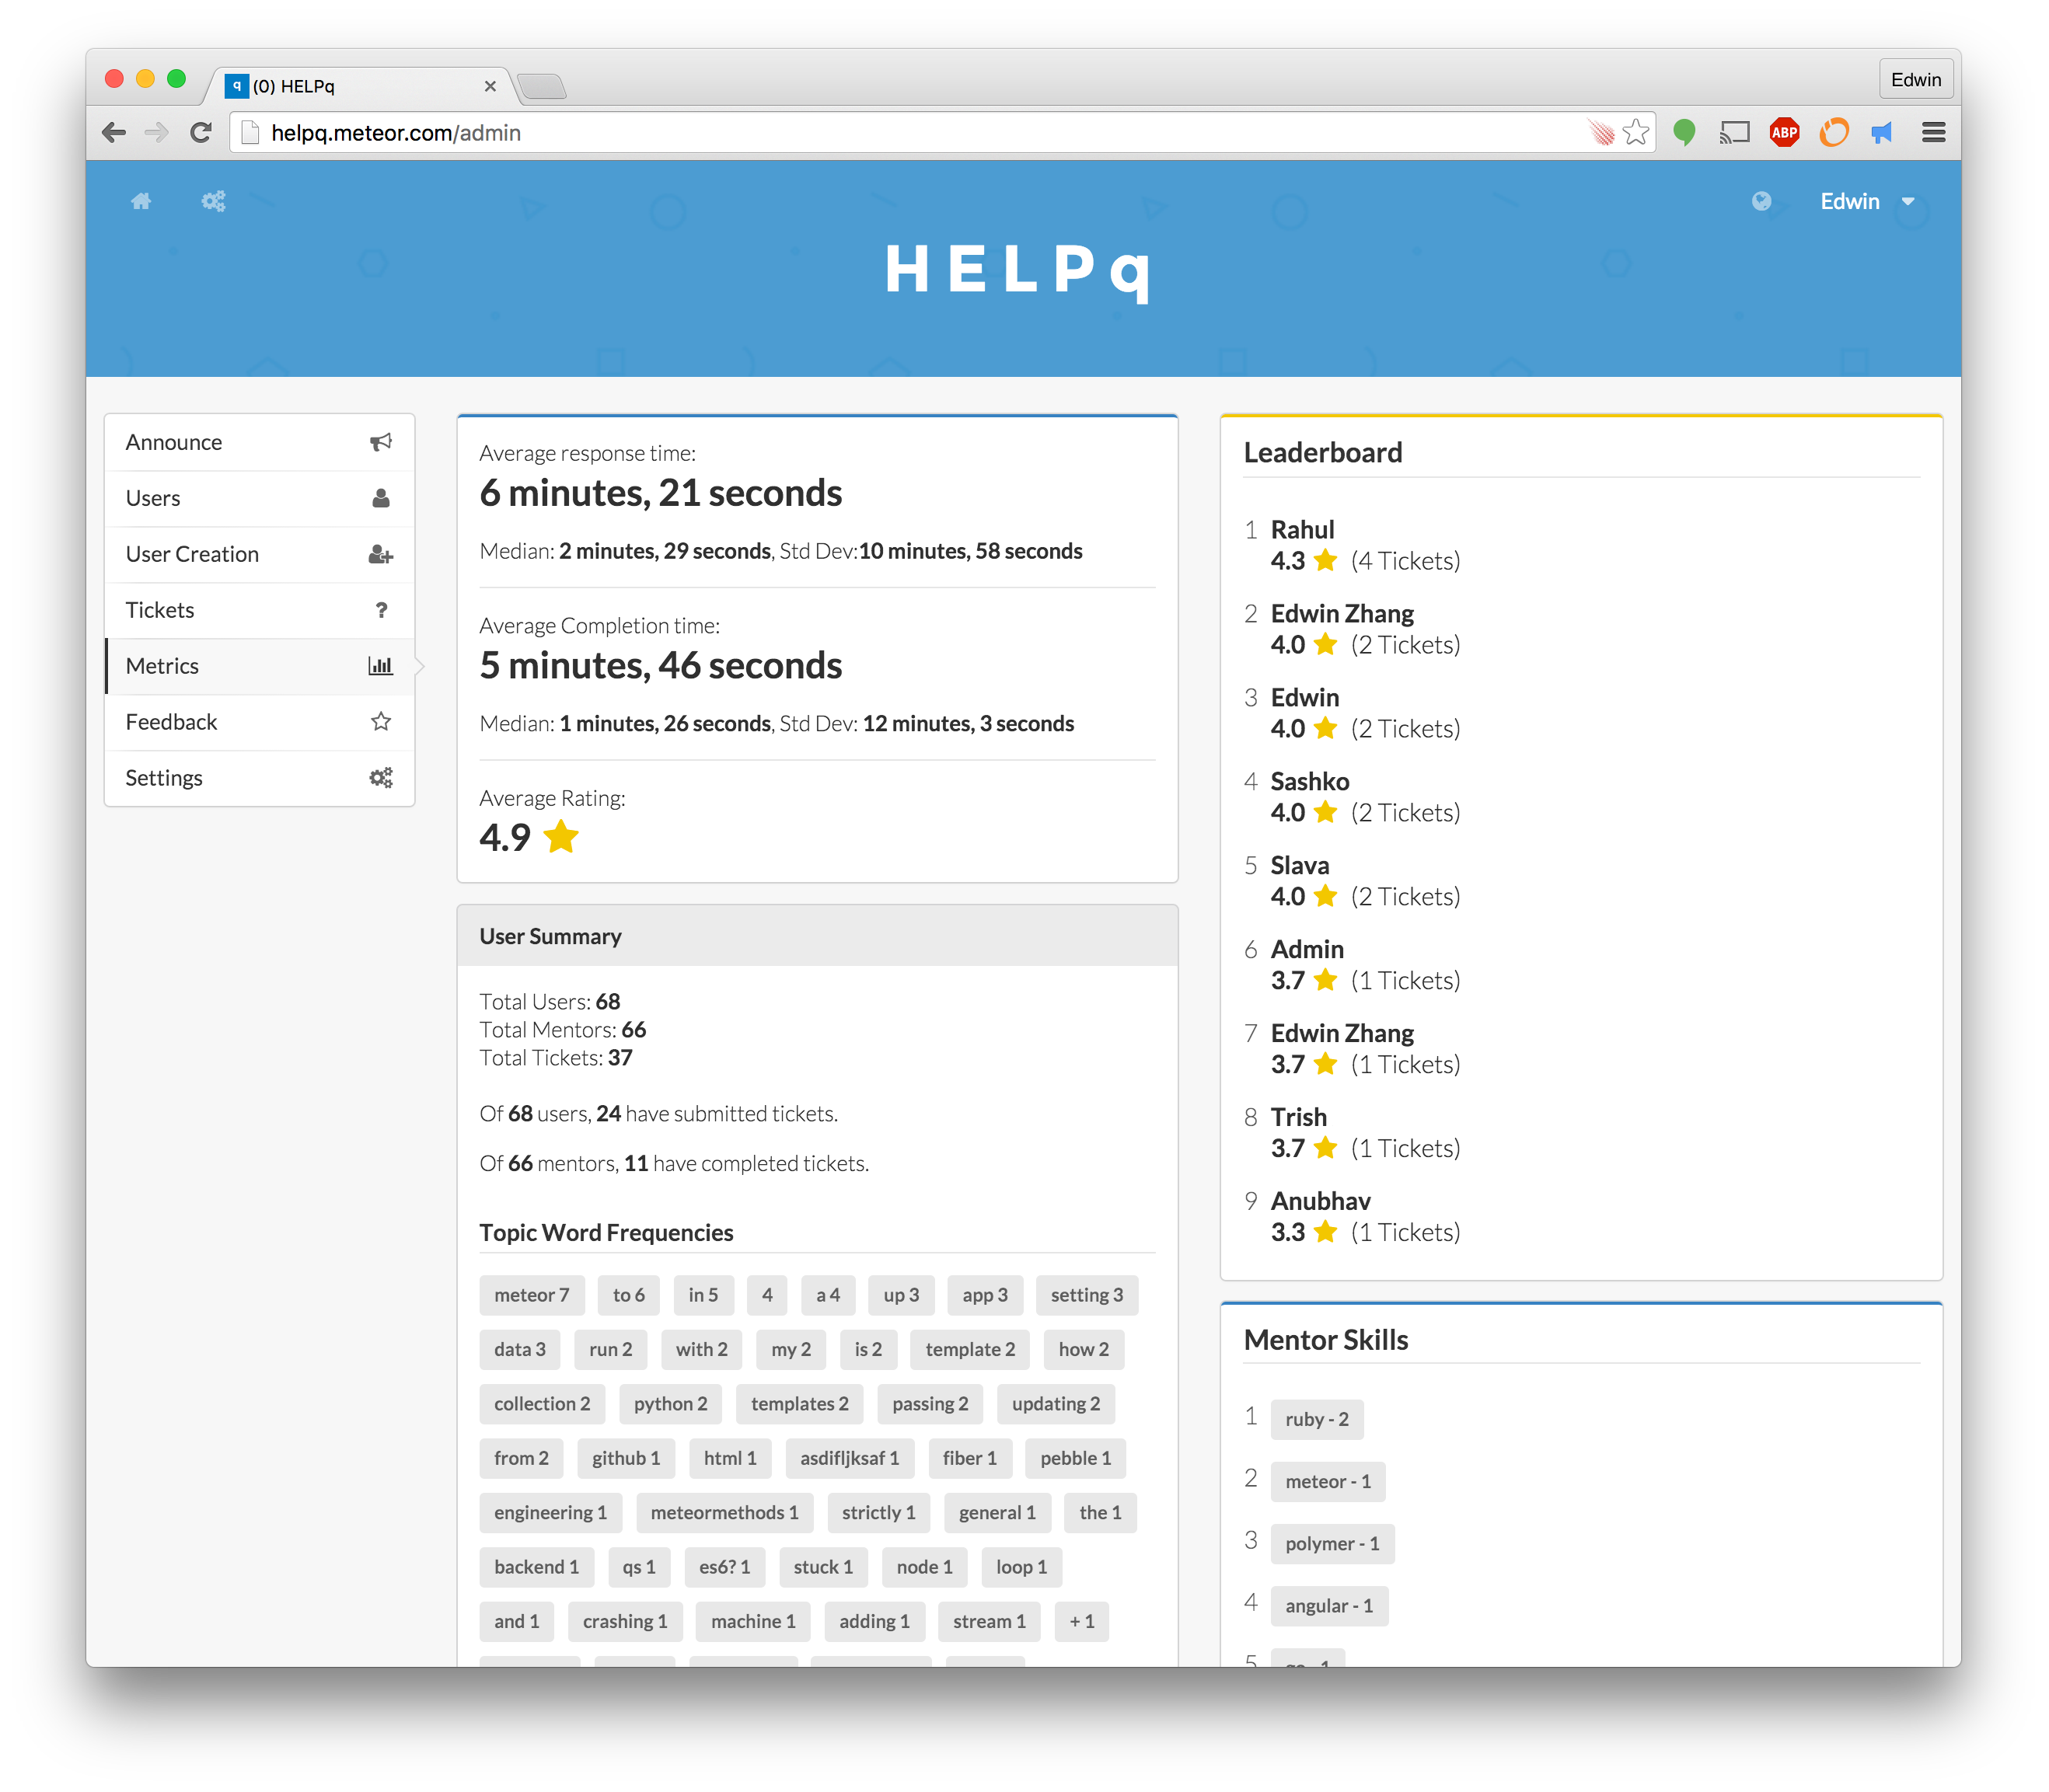 (0) HELPq
Edwin
helpq.meteor.com/admin
ABP
Edwin
HELPq
Announce
Users
User Creation
Tickets
Metrics
Feedback
Settings
Average response time:
6 minutes, 21 seconds
Median: 2 minutes, 29 seconds, Std Dev:10 minutes, 58 seconds
Average Completion time:
5 minutes, 46 seconds
Median: 1 minutes, 26 seconds, Std Dev: 12 minutes, 3 seconds
Average Rating:
4.9
User Summary
Total Users: 68
Total Mentors: 66
Total Tickets: 37
Of 68 users, 24 have submitted tickets.
Of 66 mentors, 11 have completed tickets.
Topic Word Frequencies
meteor 7 to 6 in 5 4 a 4 up 3 app 3 setting 3
data 3 run 2 with 2 my 2 is 2 template 2 how 2
collection 2 python 2 templates 2 passing 2 updating 2
from 2 github 1 html 1 asdifljksaf 1 fiber 1 pebble 1
engineering 1 meteormethods 1 strictly 1 general 1 the 1
backend 1 qs 1 es6? 1 stuck 1 node 1 loop 1
and 1 crashing 1 machine 1 adding 1 stream 1 + 1
Leaderboard
1 Rahul
4.3 (4 Tickets)
2 Edwin Zhang
4.0 (2 Tickets)
3 Edwin
4.0 (2 Tickets)
4 Sashko
4.0 (2 Tickets)
5 Slava
4.0 (2 Tickets)
6 Admin
3.7 (1 Tickets)
7 Edwin Zhang
3.7 (1 Tickets)
8 Trish
3.7 (1 Tickets)
9 Anubhav
3.3 (1 Tickets)
Mentor Skills
1 ruby - 2
2 meteor - 1
3 polymer - 1
4 angular - 1
5